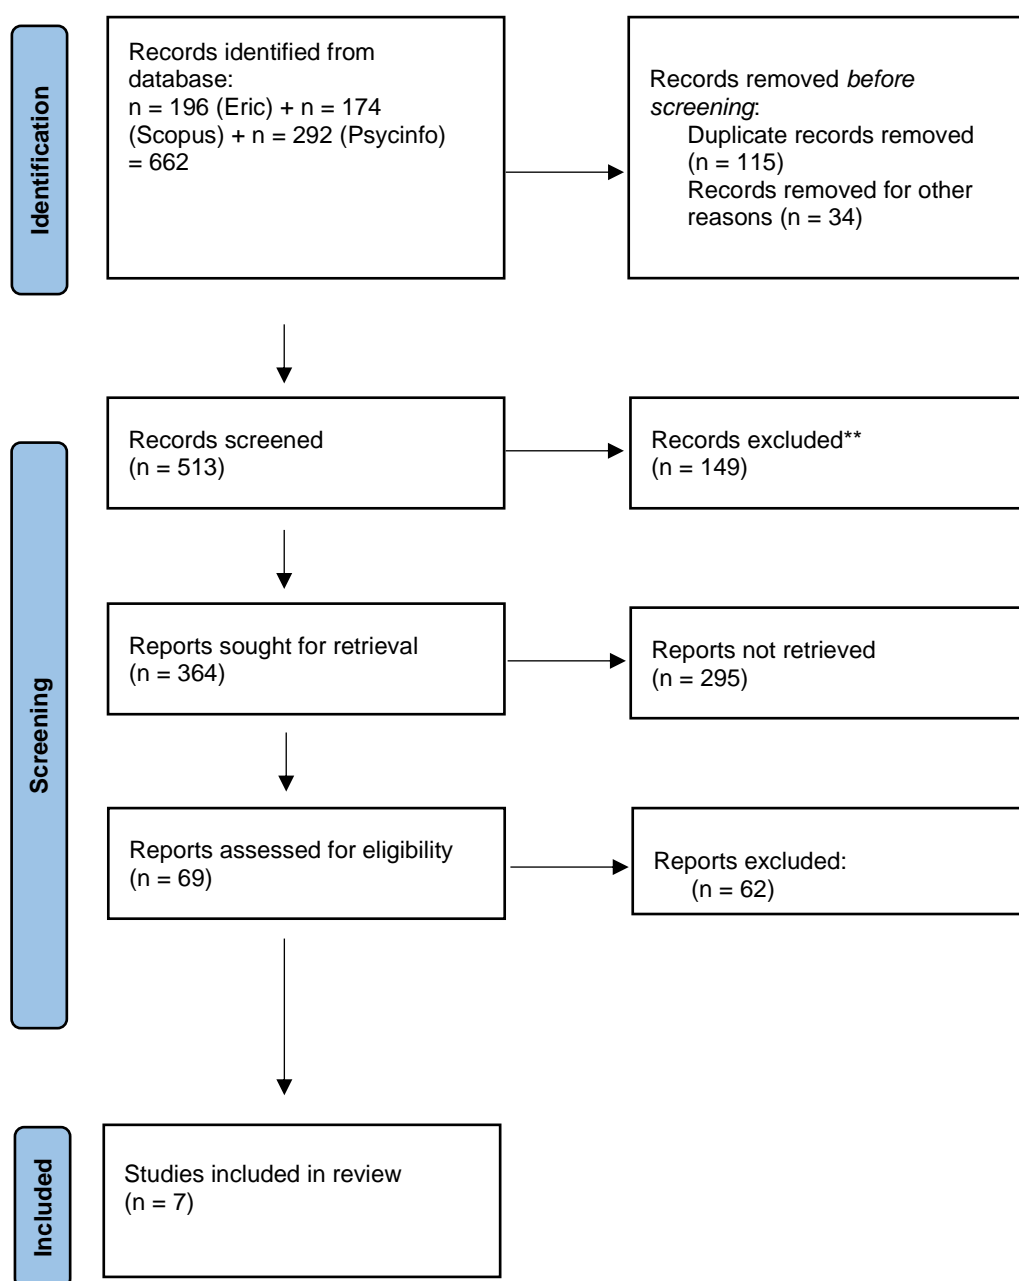 Identification
Records identified from
database:
n = 196 (Eric) + n = 174
(Scopus) + n = 292 (Psycinfo)
= 662
Records removed before
screening:
Duplicate records removed
(n = 115)
Records removed for other
reasons (n = 34)
Screening
Records screened
(n = 513)
Records excluded**
(n = 149)
Reports sought for retrieval
(n = 364)
Reports not retrieved
(n = 295)
Reports assessed for eligibility
(n = 69)
Reports excluded:
(n = 62)
Included
Studies included in review
(n = 7)